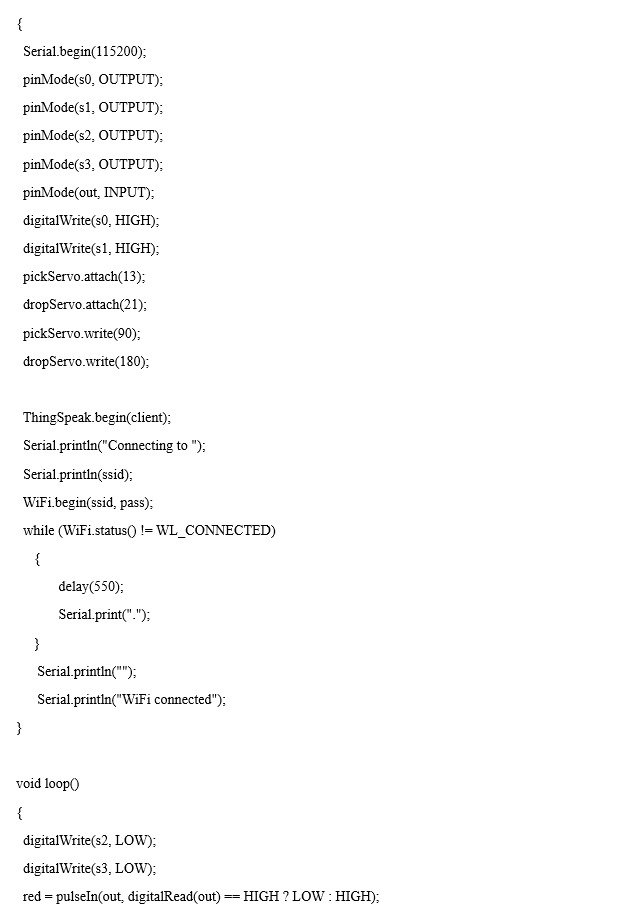 {
Serial.begin(115200);
pinMode(s0, OUTPUT);
pinMode(s1, OUTPUT);
pinMode(s2, OUTPUT);
pinMode(s3, OUTPUT);
pinMode(out, INPUT);
digitalWrite(s0, HIGH);
digitalWrite(s1, HIGH);
pickServo.attach(13);
dropServo.attach(21);
pickServo.write(90);
dropServo.write(180);
ThingSpeak.begin(client);
Serial.println("Connecting to ");
Serial.println(ssid);
WiFi.begin(ssid, pass);
while (WiFi.status() != WL_CONNECTED)
{
delay(550);
Serial.print(".");
}
Serial.println("");
Serial.println("WiFi connected");
}
void loop()
{
digitalWrite(s2, LOW);
digitalWrite(s3, LOW);
red = pulseIn(out, digitalRead(out) == HIGH ? LOW : HIGH);